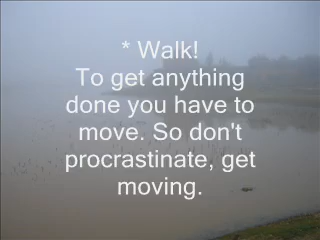 * Walk!
To get anything
done you have to
move. So don't
procrastinate, get
moving.